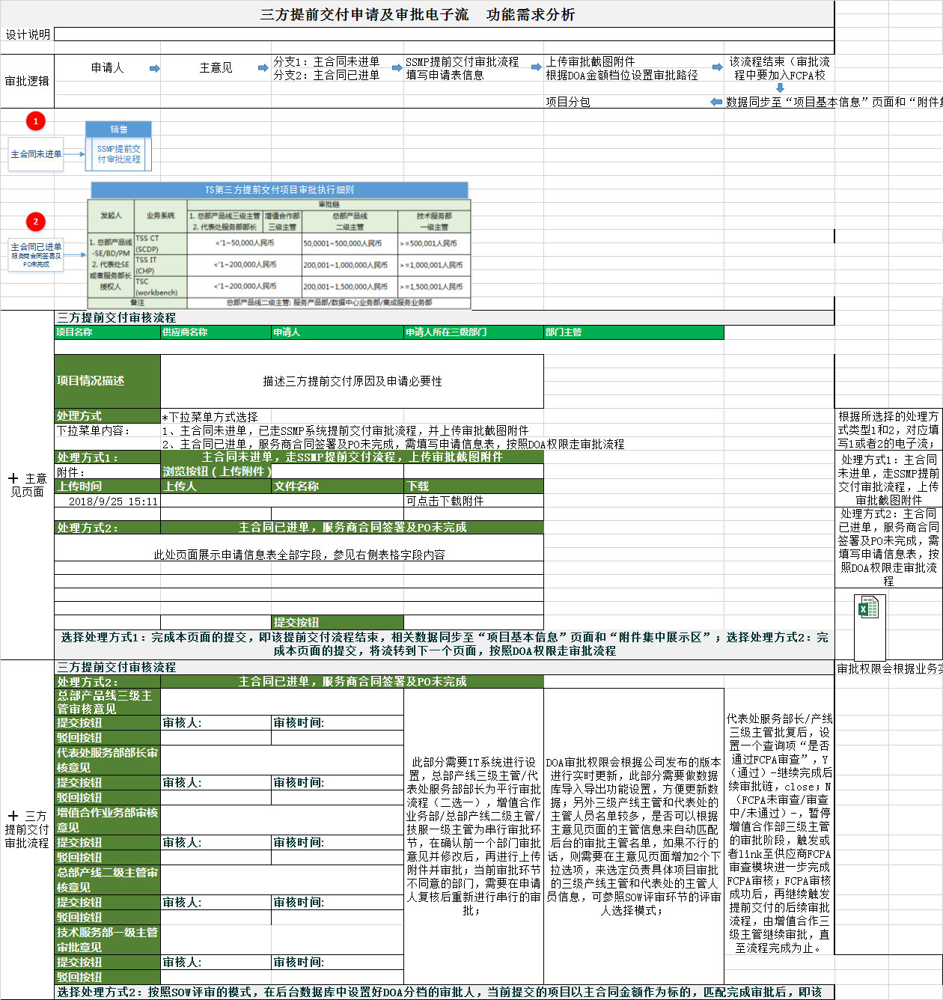 三方提前交付申请及审批电子流 功能需求分析
设计说明
审批逻辑
申请人
主意见
分支1：主合同未进单
分支2：主合同已进单
SSMP提前交付审批流程
填写申请表信息
上传审批截图附件
根据DOA金额档位设置审批路径
该流程结束（审批流
程中要加入FCPA校
项目分包
数据同步至“项目基本信息”页面和“附件集
1
主合同未进单
销售
SSMP提前交
付审批流程
2
主合同已进单
服务商合同签署及
PO未完成
TS第三方提前交付项目审批执行细则
发起人
业务系统
审批链
1. 总部产品线三级主管
2. 代表处服务部部长
增值合作部
三级主管
总部产品线
二级主管
技术服务部
一级主管
1. 总部产品线
-SE/BD/PM
2. 代表处SE
或者服务部长
授权人
TSS CT
(SCDP)
<'1~50,000人民币
50,0001~500,000人民币
>=500,001人民币
TSS IT
(CHP)
<'1~200,000人民币
200,001~1,000,000人民币
>=1,000,001人民币
TSC
(workbench)
<'1~200,000人民币
200,001~1,500,000人民币
>=1,500,001人民币
备注
总部产品线二级主管: 服务产品部/数据中心业务部/集成服务业务部
主意
见页面
三方提前交付审核流程
项目名称
供应商名称
申请人
申请人所在三级部门
部门主管
项目情况描述
描述三方提前交付原因及申请必要性
处理方式
*下拉菜单方式选择
下拉菜单内容：
1、主合同未进单，已走SSMP系统提前交付审批流程，并上传审批截图附件
2、主合同已进单，服务商合同签署及PO未完成，需填写申请信息表，按照DOA权限走审批流程
根据所选择的处理方
式类型1和2，对应填
写1或者2的电子流；
处理方式1：
主合同未进单，走SSMP提前交付流程，上传审批截图附件
附件：
浏览按钮（上传附件）
上传时间
上传人
文件名称
下载
2018/9/25 15:11
可点击下载附件
处理方式1：主合同
未进单，走SSMP提前
交付审批流程，上传
审批截图附件
处理方式2：
主合同已进单，服务商合同签署及PO未完成
此处页面展示申请信息表全部字段，参见右侧表格字段内容
处理方式2：主合同
已进单，服务商合同
签署及PO未完成，需
填写申请信息表，按
照DOA权限走审批流
程
提交按钮
选择处理方式1：完成本页面的提交，即该提前交付流程结束，相关数据同步至“项目基本信息”页面和“附件集中展示区”；选择处理方式2：完
成本页面的提交，将流转到下一个页面，按照DOA权限走审批流程
三方
提前交付
审批流程
三方提前交付审核流程
审批权限会根据业务实
处理方式2：
主合同已进单，服务商合同签署及PO未完成
总部产品线三级主
管审核意见
提交按钮
审核人：
审核时间：
驳回按钮
代表处服务部部长审
核意见
提交按钮
审核人：
审核时间：
驳回按钮
增值合作业务部审核
意见
提交按钮
审核人：
审核时间：
驳回按钮
总部产线二级主管审
核意见
提交按钮
审核人：
审核时间：
驳回按钮
技术服务部一级主管
审批意见
提交按钮
审核人：
审核时间：
驳回按钮
此部分需要IT系统进行设
置，总部产线三级主管/代
表处服务部部长为平行审批
流程（二选一），增值合作
业务部/总部产线二级主管/
技服一级主管为串行审批环
节，在确认前一个部门审批
意见并修改后，再进行上传
附件并审批；当前审批环节
不同意的部门，需要在申请
人复核后重新进行串行的审
批；
DOA审批权限会根据公司发布的版本
进行实时更新，此部分需要做数据
库导入导出功能设置，方便更新数
据；另外三级产线主管和代表处的
主管人员名单较多，是否可以根据
主意见页面的主管信息来自动匹配
后台的审批主管名单，如果不行的
话，则需要在主意见页面增加2个下
拉选项，来选定负责具体项目审批
的三级产线主管和代表处的主管人
员信息，可参照SOW评审环节的评审
人选择模式；
代表处服务部长/产线
三级主管批复后，设
置一个查询项“是否
通过FCPA审查”，Y
（通过）-继续完成后
续审批链，close；N
（FCPA未审查/审查
中/未通过）-，暂停
增值合作部三级主管
的审批阶段，触发或
者link至供应商FCPA
审查模块进一步完成
FCPA审核；FCPA审核
成功后，再继续触发
提前交付的后续审批
流程，由增值合作三
级主管继续审批，直
至流程完成为止。
选择处理方式2：按照SOW评审的模式，在后台数据库中设置好DOA分档的审批人，当前提交的项目以主合同金额作为标的，匹配完成审批后，即该